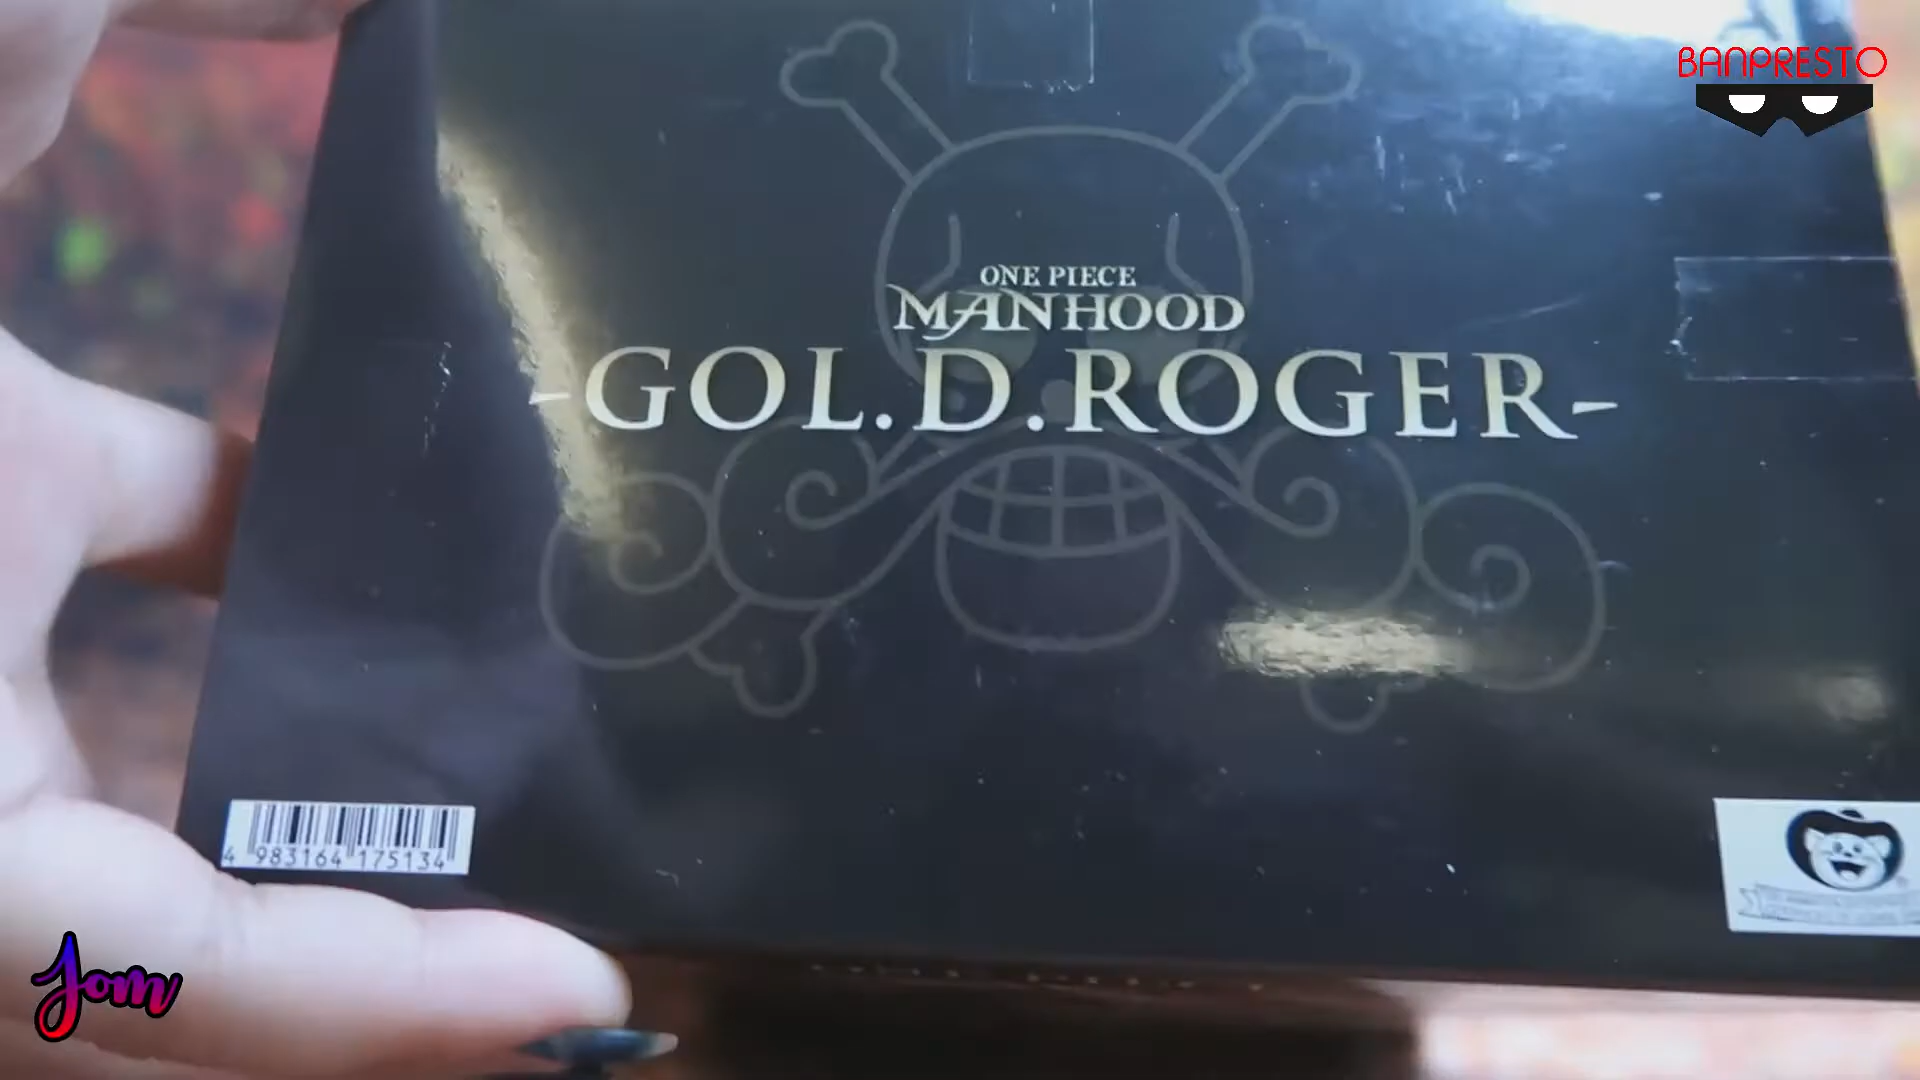 BANPRESTO
ONE PIECE
MANHOOD
-GOL.D.ROGER-
4 983164 175134
Jom